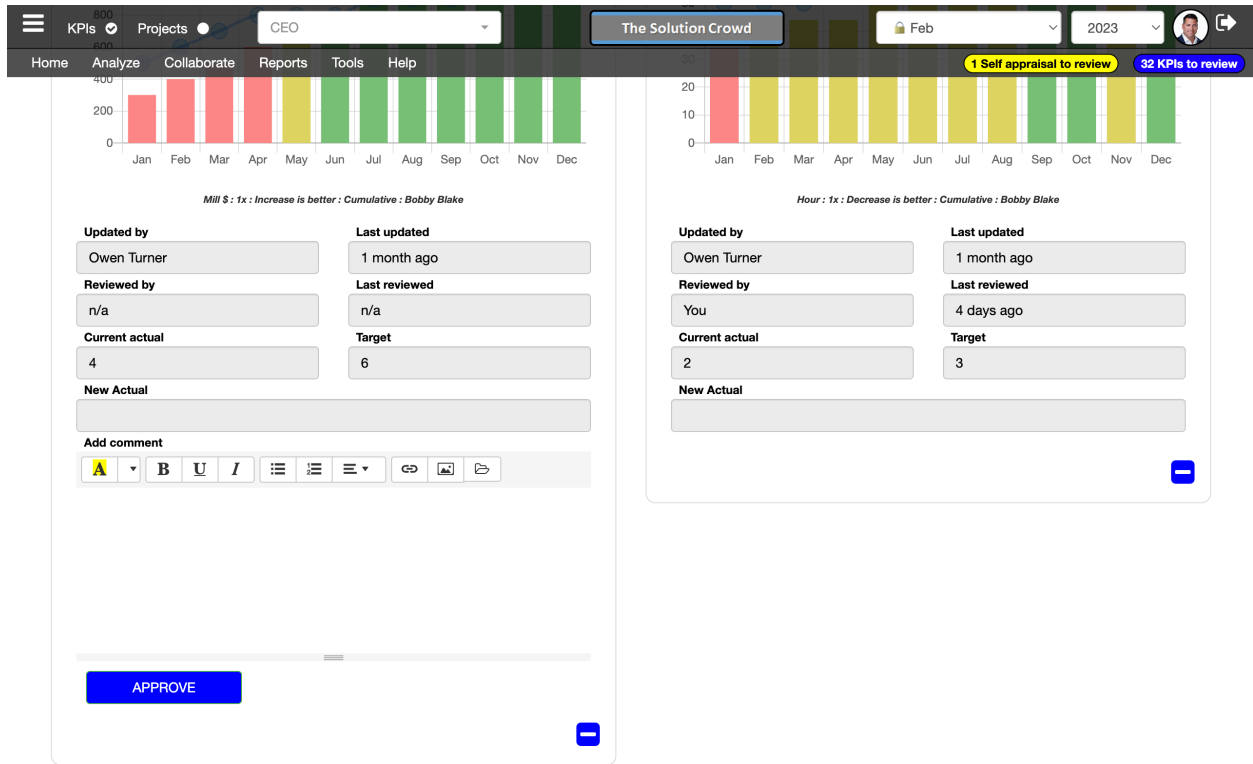 KPIs Projects CEO The Solution Crowd Feb 2023
Home Analyze Collaborate Reports Tools Help 1 Self appraisal to review 32 KPIs to review
800
600
400
200
0
Jan Feb Mar Apr May Jun Jul Aug Sep Oct Nov Dec
Mill $ : 1x : Increase is better : Cumulative : Bobby Blake
Updated by Last updated
Owen Turner 1 month ago
Reviewed by Last reviewed
n/a n/a
Current actual Target
4 6
New Actual
Add comment
A B U I
APPROVE
30
20
10
0
Jan Feb Mar Apr May Jun Jul Aug Sep Oct Nov Dec
Hour : 1x : Decrease is better : Cumulative : Bobby Blake
Updated by Last updated
Owen Turner 1 month ago
Reviewed by Last reviewed
You 4 days ago
Current actual Target
2 3
New Actual